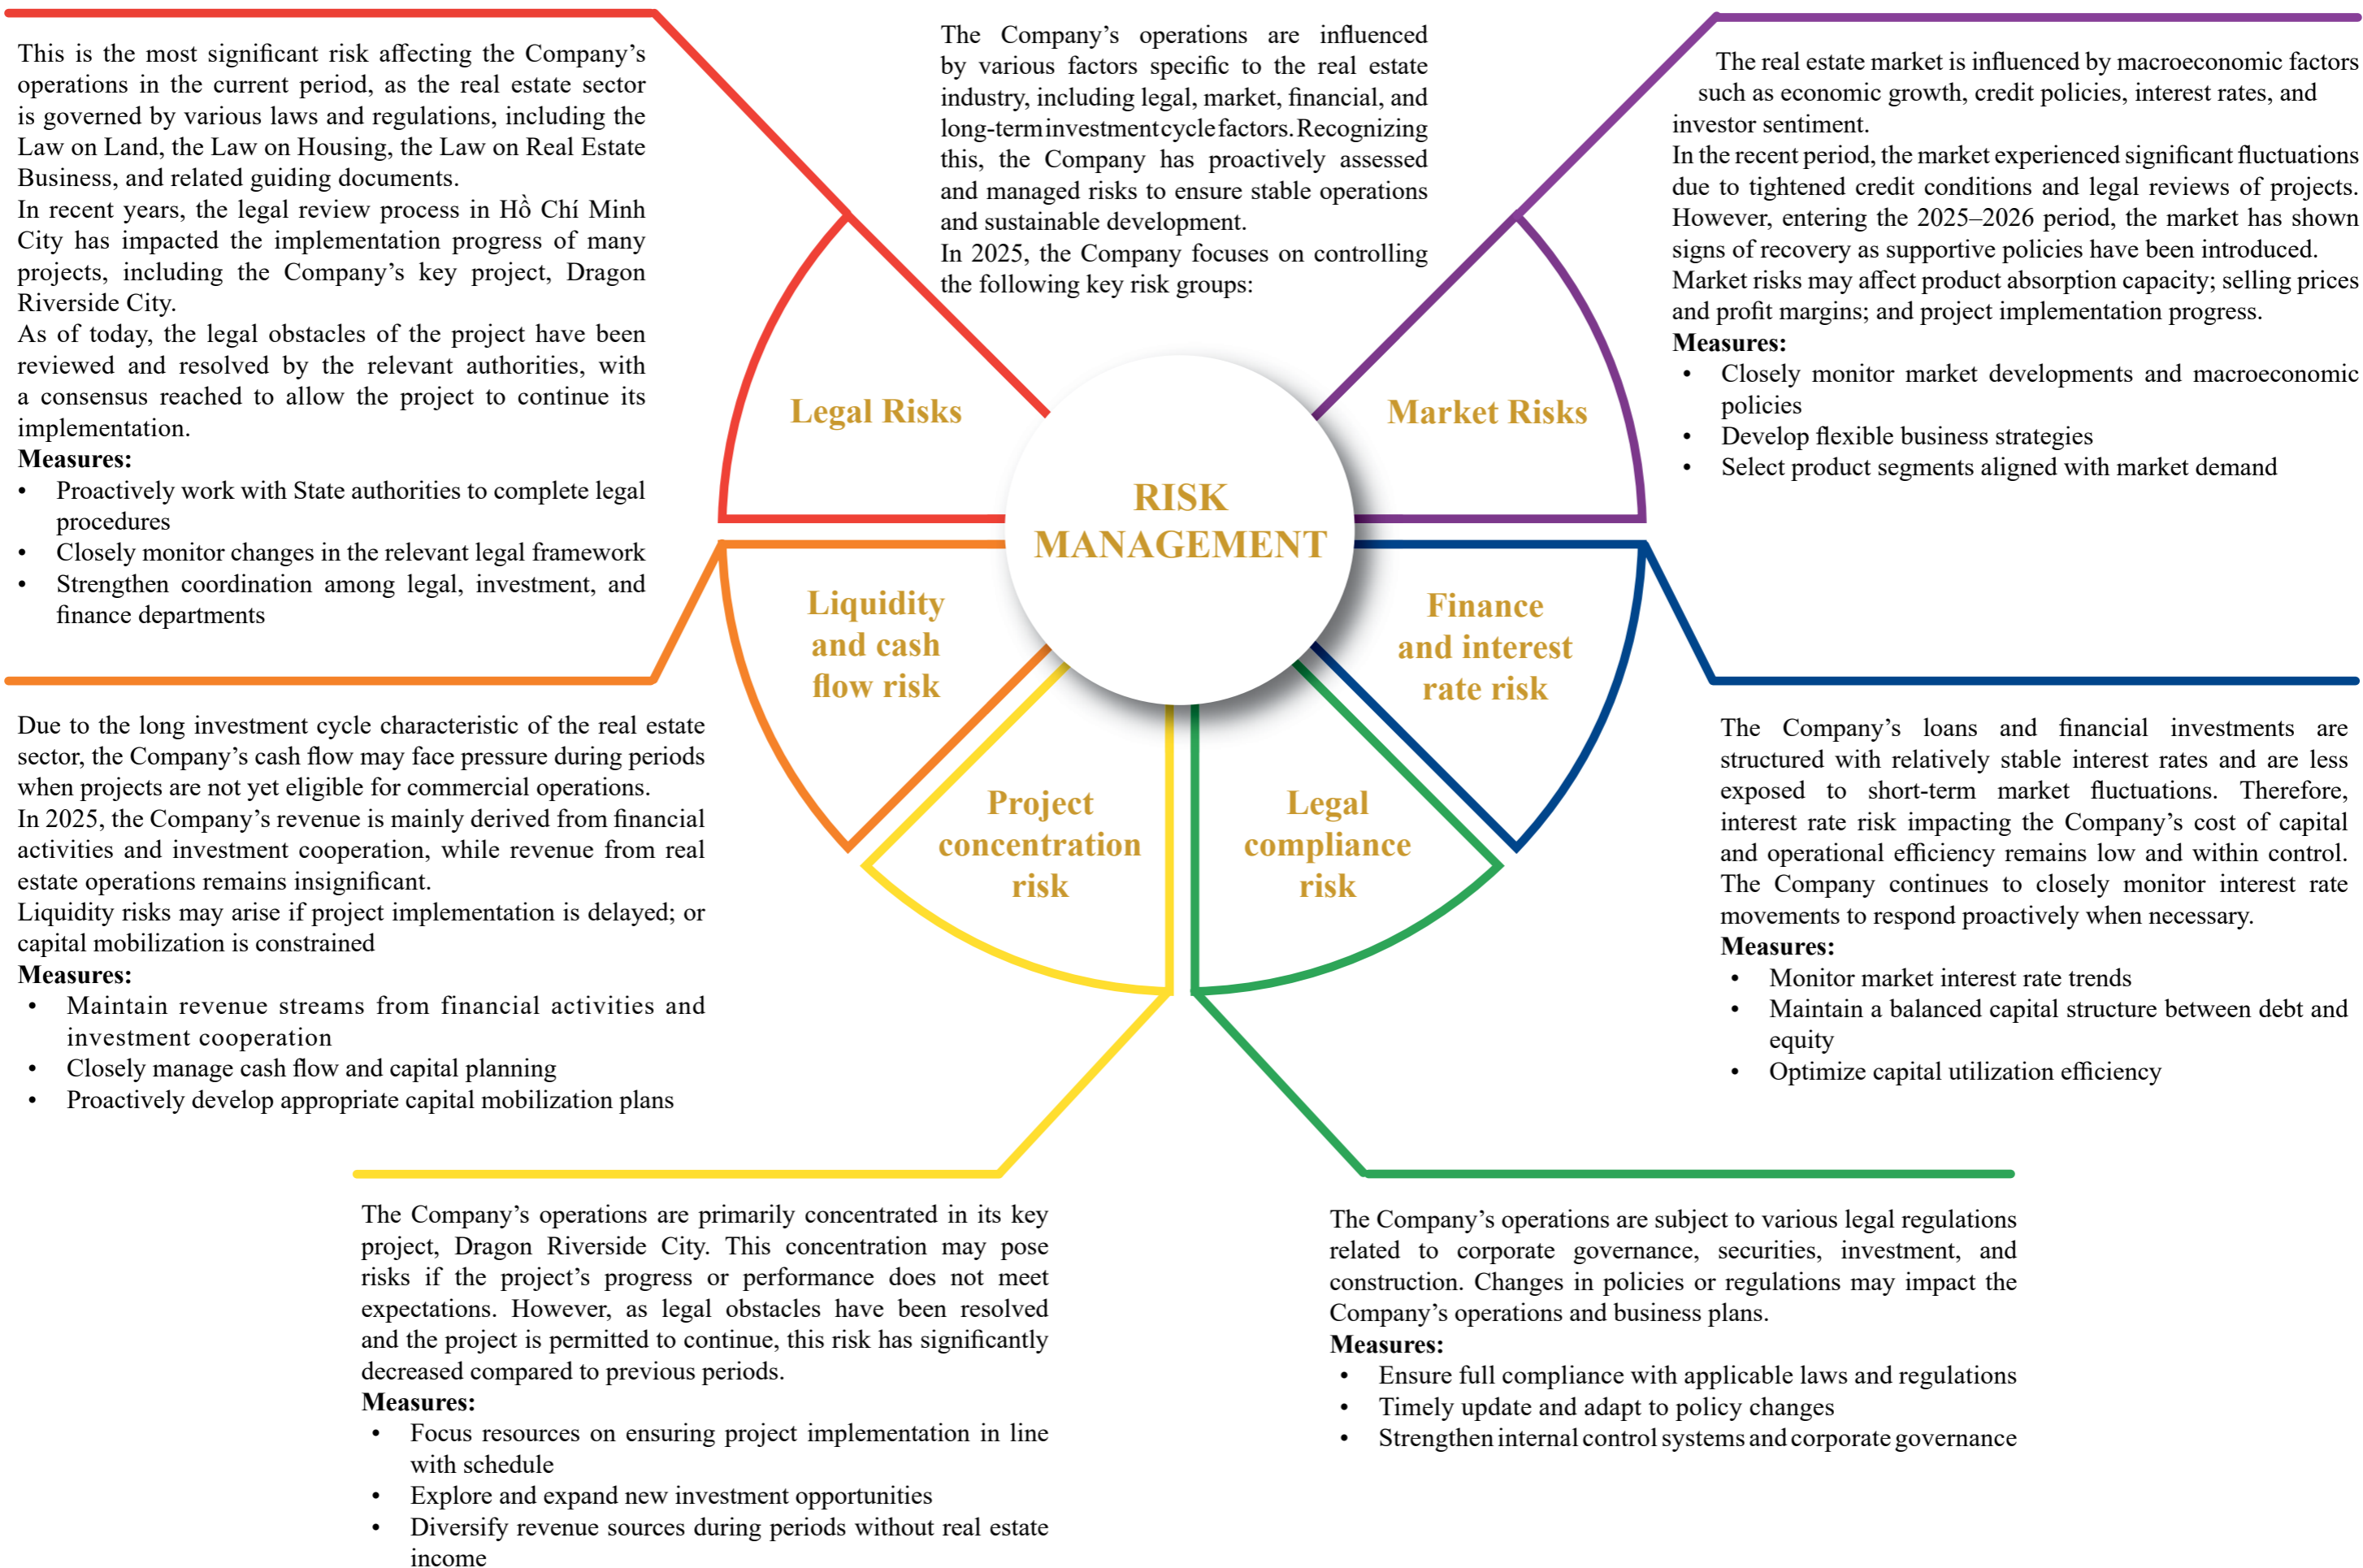 The Company’s operations are influenced
by various factors specific to the real estate
industry, including legal, market, financial, and
long-term investment cycle factors. Recognizing
this, the Company has proactively assessed
and managed risks to ensure stable operations
and sustainable development.
In 2025, the Company focuses on controlling
the following key risk groups:
RISK
MANAGEMENT
Legal Risks
This is the most significant risk affecting the Company’s
operations in the current period, as the real estate sector
is governed by various laws and regulations, including the
Law on Land, the Law on Housing, the Law on Real Estate
Business, and related guiding documents.
In recent years, the legal review process in Hồ Chí Minh
City has impacted the implementation progress of many
projects, including the Company’s key project, Dragon
Riverside City.
As of today, the legal obstacles of the project have been
reviewed and resolved by the relevant authorities, with
a consensus reached to allow the project to continue its
implementation.
Measures:
• Proactively work with State authorities to complete legal
procedures
• Closely monitor changes in the relevant legal framework
• Strengthen coordination among legal, investment, and
finance departments
Market Risks
The real estate market is influenced by macroeconomic factors
such as economic growth, credit policies, interest rates, and
investor sentiment.
In the recent period, the market experienced significant fluctuations
due to tightened credit conditions and legal reviews of projects.
However, entering the 2025–2026 period, the market has shown
signs of recovery as supportive policies have been introduced.
Market risks may affect product absorption capacity; selling prices
and profit margins; and project implementation progress.
Measures:
• Closely monitor market developments and macroeconomic
policies
• Develop flexible business strategies
• Select product segments aligned with market demand
Liquidity
and cash
flow risk
Due to the long investment cycle characteristic of the real estate
sector, the Company’s cash flow may face pressure during periods
when projects are not yet eligible for commercial operations.
In 2025, the Company’s revenue is mainly derived from financial
activities and investment cooperation, while revenue from real
estate operations remains insignificant.
Liquidity risks may arise if project implementation is delayed; or
capital mobilization is constrained
Measures:
• Maintain revenue streams from financial activities and
investment cooperation
• Closely manage cash flow and capital planning
• Proactively develop appropriate capital mobilization plans
Finance
and interest
rate risk
The Company’s loans and financial investments are
structured with relatively stable interest rates and are less
exposed to short-term market fluctuations. Therefore,
interest rate risk impacting the Company’s cost of capital
and operational efficiency remains low and within control.
The Company continues to closely monitor interest rate
movements to respond proactively when necessary.
Measures:
• Monitor market interest rate trends
• Maintain a balanced capital structure between debt and
equity
• Optimize capital utilization efficiency
Project
concentration
risk
The Company’s operations are primarily concentrated in its key
project, Dragon Riverside City. This concentration may pose
risks if the project’s progress or performance does not meet
expectations. However, as legal obstacles have been resolved
and the project is permitted to continue, this risk has significantly
decreased compared to previous periods.
Measures:
• Focus resources on ensuring project implementation in line
with schedule
• Explore and expand new investment opportunities
• Diversify revenue sources during periods without real estate
income
Legal
compliance
risk
The Company’s operations are subject to various legal regulations
related to corporate governance, securities, investment, and
construction. Changes in policies or regulations may impact the
Company’s operations and business plans.
Measures:
• Ensure full compliance with applicable laws and regulations
• Timely update and adapt to policy changes
• Strengthen internal control systems and corporate governance